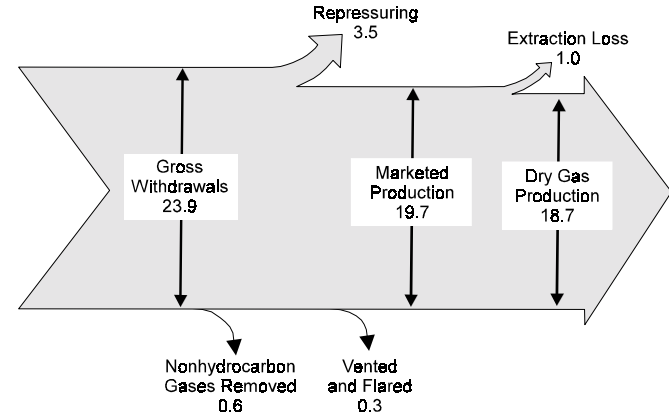 Repressuring
3.5
Extraction Loss
1.0
Gross
Withdrawals
23.9
Marketed
Production
19.7
Dry Gas
Production
18.7
Nonhydrocarbon
Gases Removed
0.6
Vented
and Flared
0.3